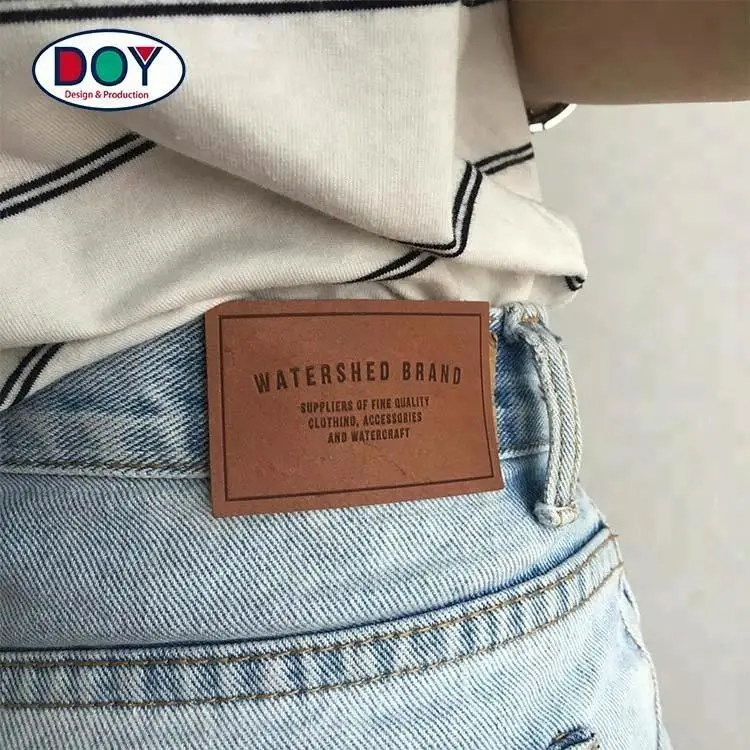 DOY
Design & Production
WATERSHED BRAND
SUPPLIERS OF FINE QUALITY
CLOTHING, ACCESSORIES
AND WATERCRAFT